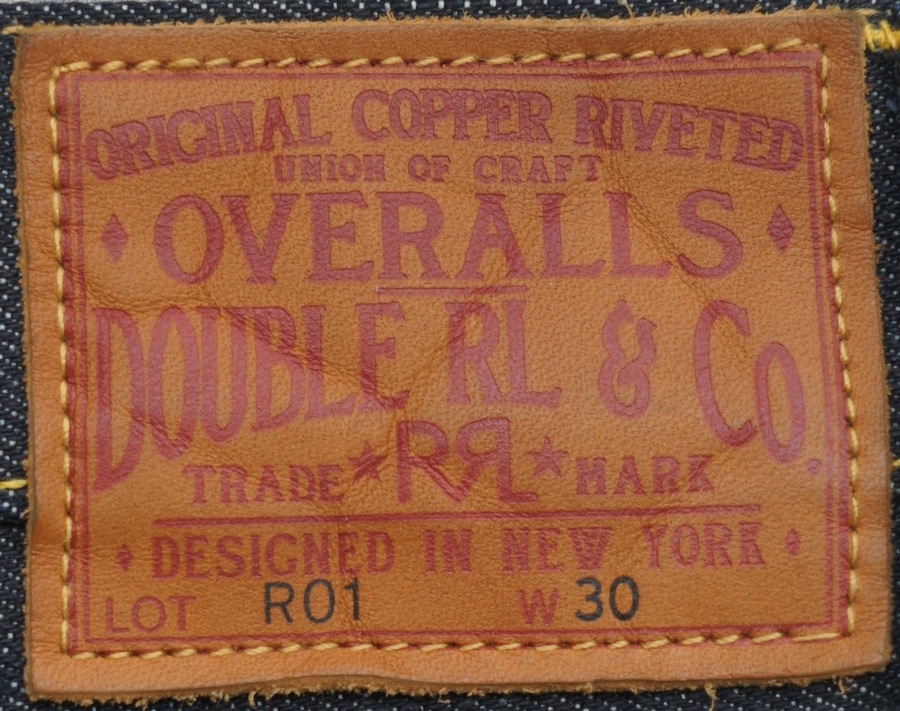 ORIGINAL COPPER RIVETED
UNION OF CRAFT
OVERALLS
DOUBLE RL & Co.
TRADE RRL MARK
DESIGNED IN NEW YORK
LOT R01 W 30